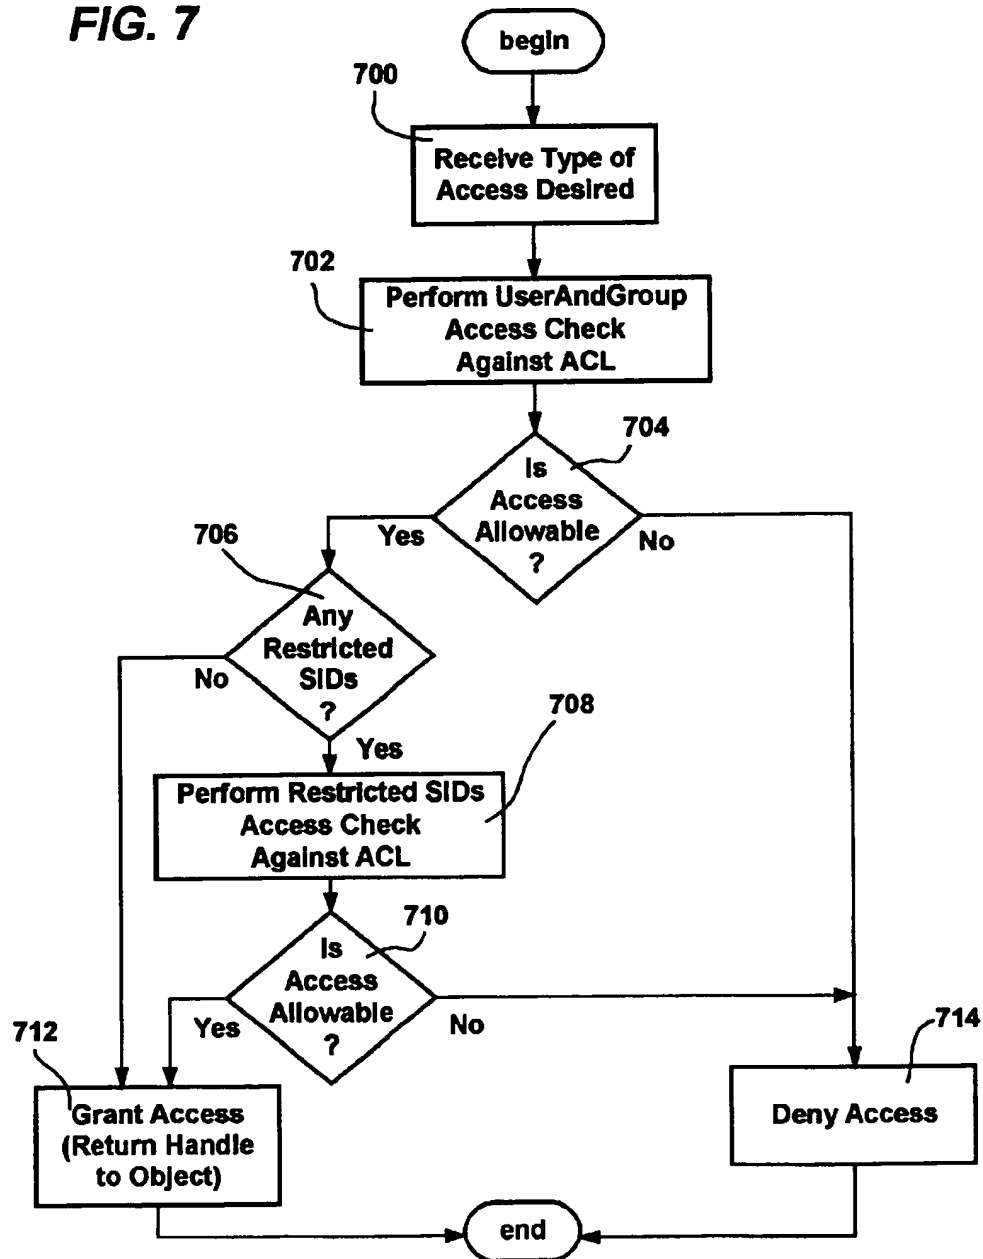 FIG. 7
begin
700
Receive Type of
Access Desired
702
Perform UserAndGroup
Access Check
Against ACL
704
Is
Access
Allowable
?
Yes
No
706
Any
Restricted
SIDs
?
No
Yes
708
Perform Restricted SIDs
Access Check
Against ACL
710
Is
Access
Allowable
?
Yes
No
712
Grant Access
(Return Handle
to Object)
714
Deny Access
end